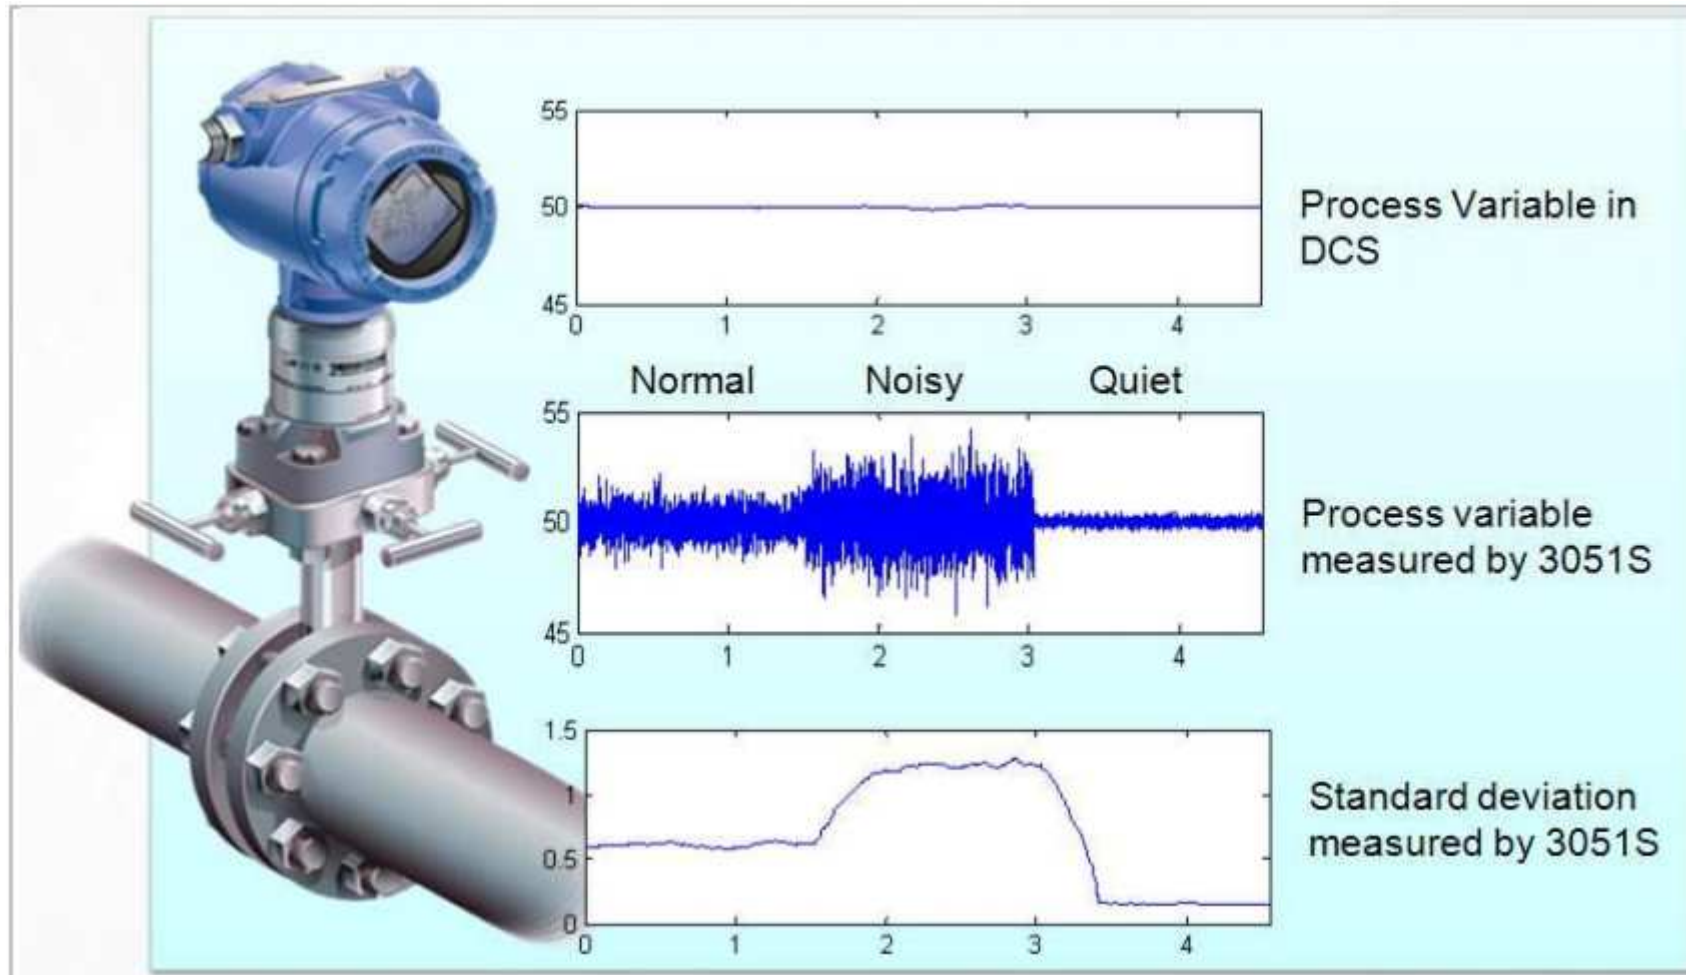 55
50
45
0 1 2 3 4
Process Variable in
DCS
Normal Noisy Quiet
55
50
45
0 1 2 3 4
Process variable
measured by 3051S
1.5
1
0.5
0
0 1 2 3 4
Standard deviation
measured by 3051S